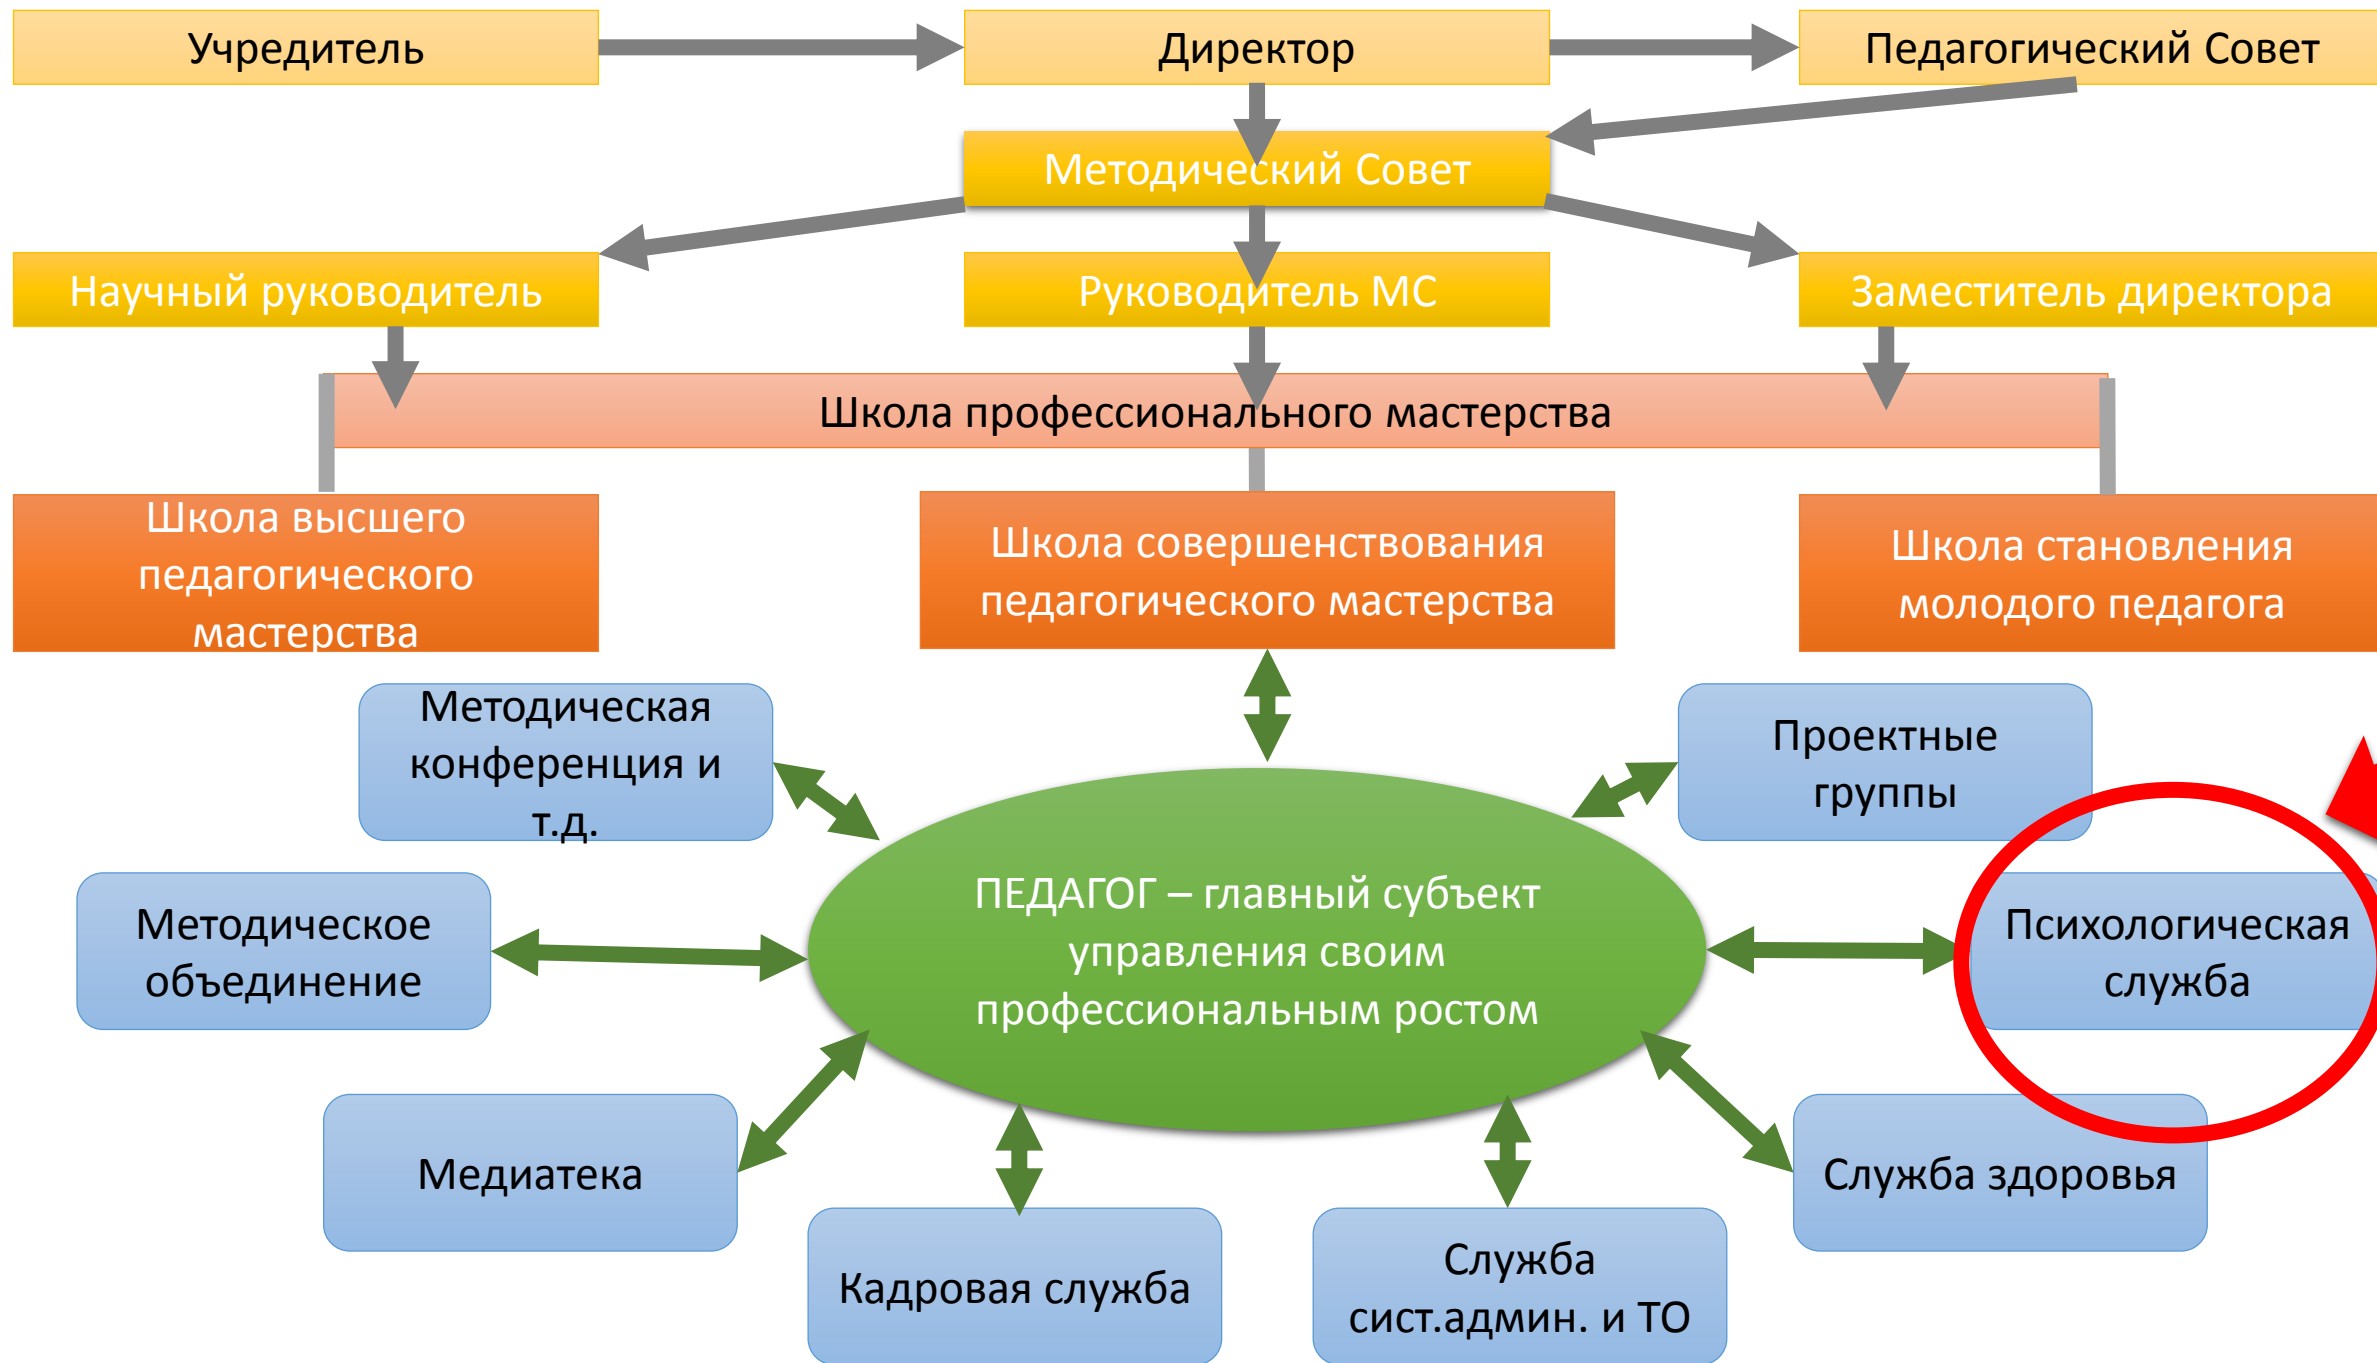 Учредитель
Директор
Педагогический Совет
Методический Совет
Научный руководитель
Руководитель МС
Заместитель директора
Школа профессионального мастерства
Школа высшего
педагогического
мастерства
Школа совершенствования
педагогического мастерства
Школа становления
молодого педагога
Методическая
конференция и
т.д.
Проектные
группы
ПЕДАГОГ – главный субъект
управления своим
профессиональным ростом
Методическое
объединение
Психологическая
служба
Медиатека
Служба здоровья
Кадровая служба
Служба
сист.админ. и ТО